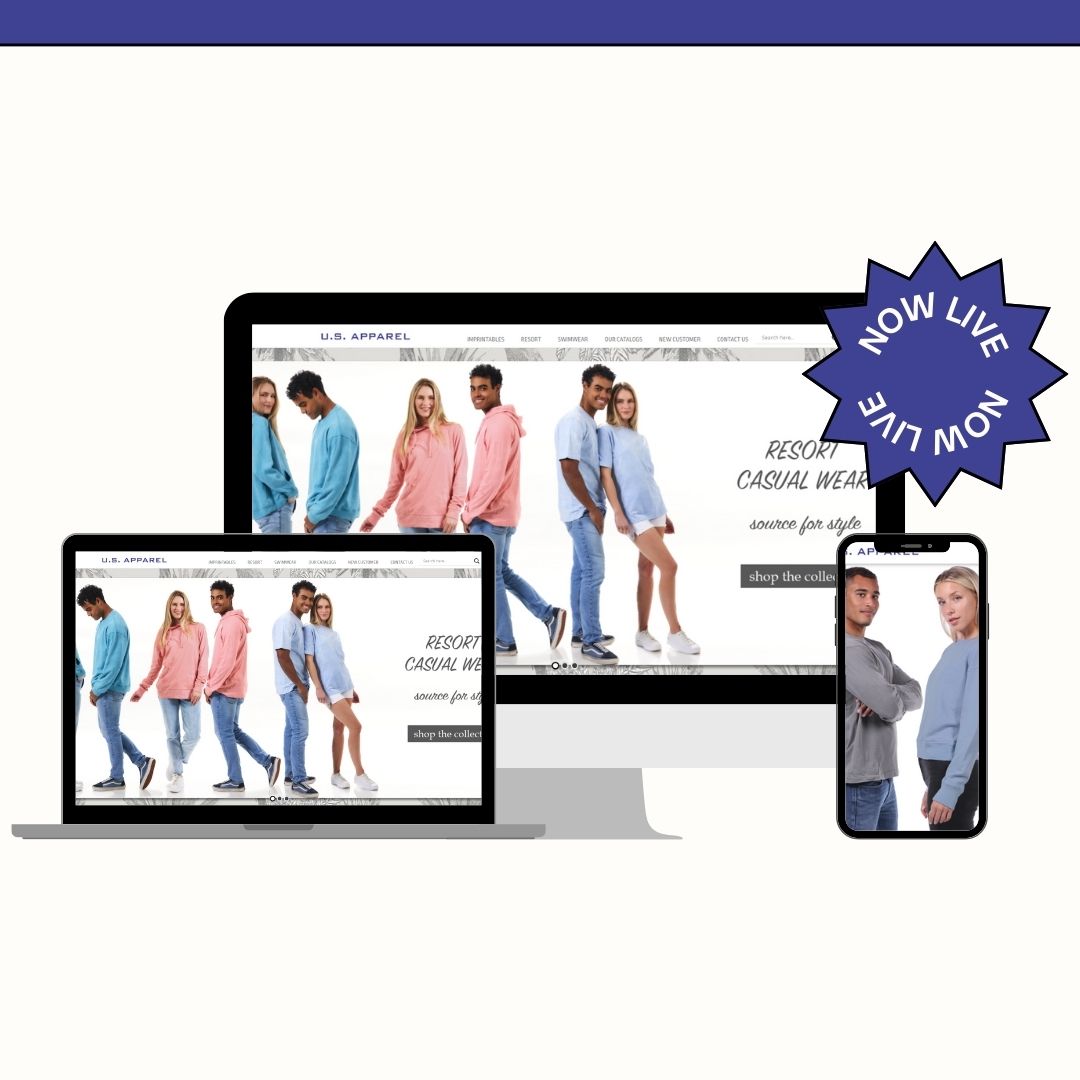 NOW LIVE
NOW LIVE
U.S. APPAREL
IMPRINTABLES RESORT SWIMWEAR OUR CATALOGS NEW CUSTOMER CONTACT US Search here...
RESORT
CASUAL WEAR
source for style
shop the collec
U.S. APPAREL
IMPRINTABLES RESORT SWIMWEAR OUR CATALOGS NEW CUSTOMER CONTACT US Search here...
RESORT
CASUAL WE
source for sty
shop the collect